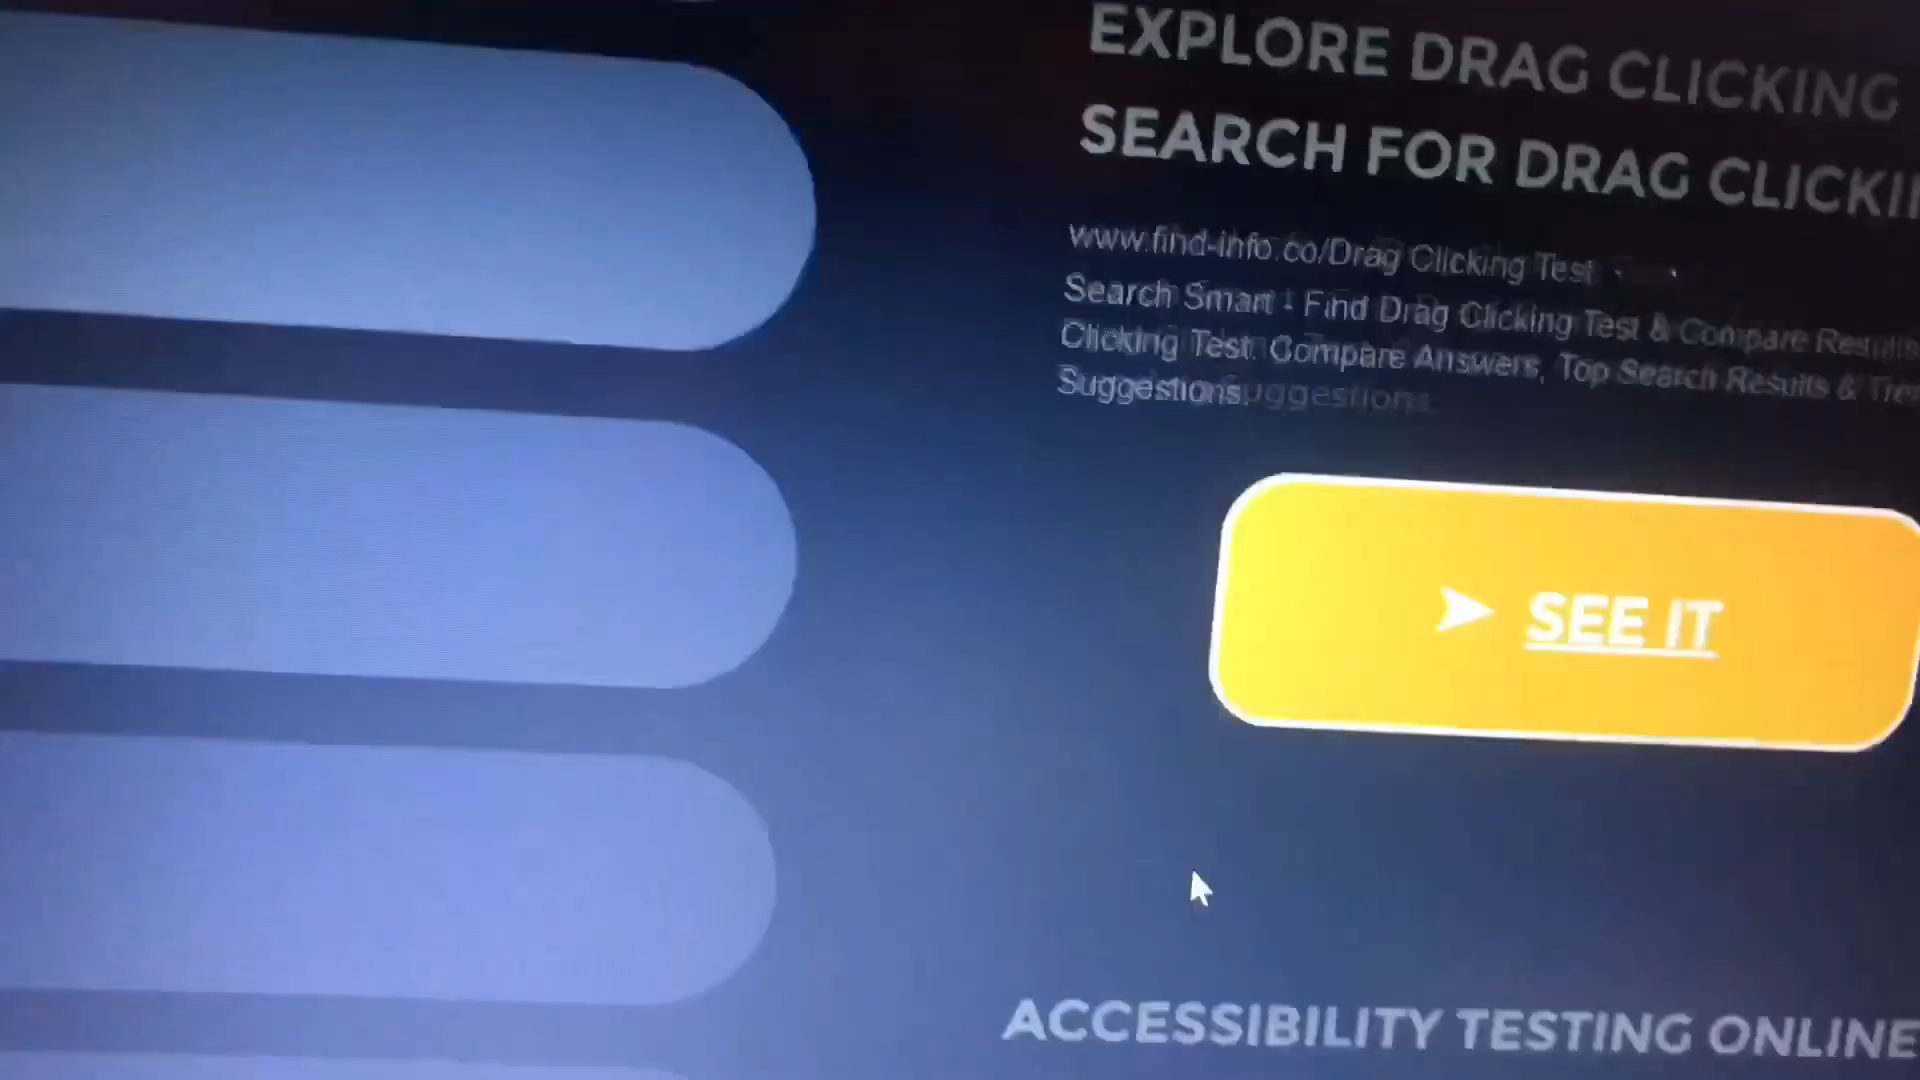 EXPLORE DRAG CLICKING
SEARCH FOR DRAG
www.find-info.co/Drag Clicking Test
Search Smart - Find Drag Clicking Test & Compare Results
Clicking Test. Compare Answers, Top Search Results &
Suggestions.
➤ SEE IT
ACCESSIBILITY TESTING ONLINE